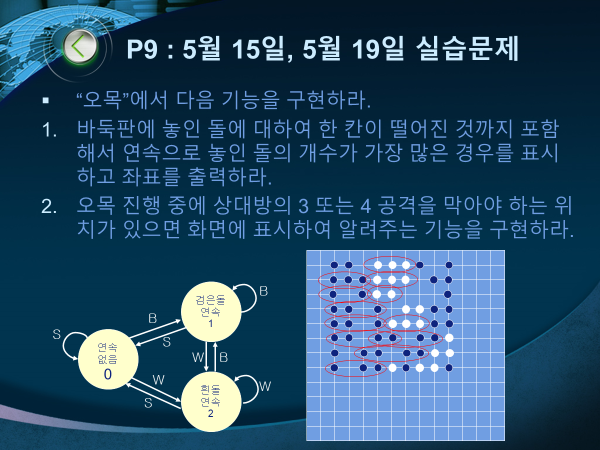 P9 : 5월 15일, 5월 19일 실습문제
▪ “오목”에서 다음 기능을 구현하라.
1. 바둑판에 놓인 돌에 대하여 한 칸이 떨어진 것까지 포함
해서 연속으로 놓인 돌의 개수가 가장 많은 경우를 표시
하고 좌표를 출력하라.
2. 오목 진행 중에 상대방의 3 또는 4 공격을 막아야 하는 위
치가 있으면 화면에 표시하여 알려주는 기능을 구현하라.
검은돌
연속
1
B
B
S
S
연속
없음
0
W
B
W
S
W
흰돌
연속
2